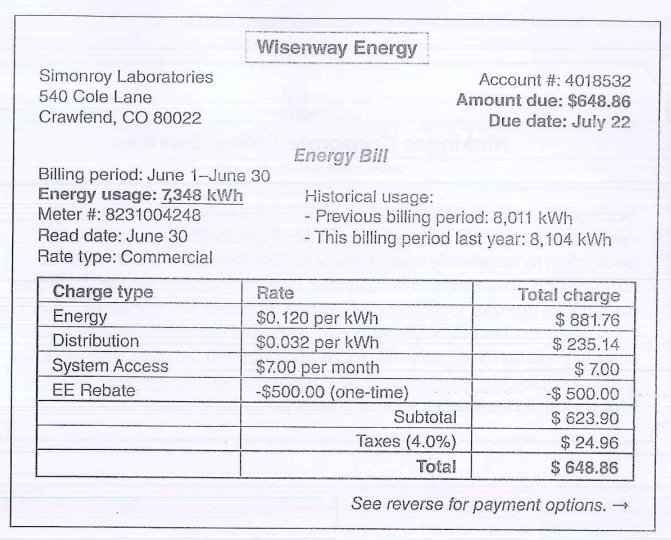 Wisenway Energy
Simonroy Laboratories
540 Cole Lane
Crawfend, CO 80022
Account #: 4018532
Amount due: $648.86
Due date: July 22
Energy Bill
Billing period: June 1–June 30
Energy usage: 7,348 kWh
Meter #: 8231004248
Read date: June 30
Rate type: Commercial
Historical usage:
- Previous billing period: 8,011 kWh
- This billing period last year: 8,104 kWh
Charge type Rate Total charge
Energy $0.120 per kWh $ 881.76
Distribution $0.032 per kWh $ 235.14
System Access $7.00 per month $ 7.00
EE Rebate -$500.00 (one-time) -$ 500.00
Subtotal $ 623.90
Taxes (4.0%) $ 24.96
Total $ 648.86
See reverse for payment options. →